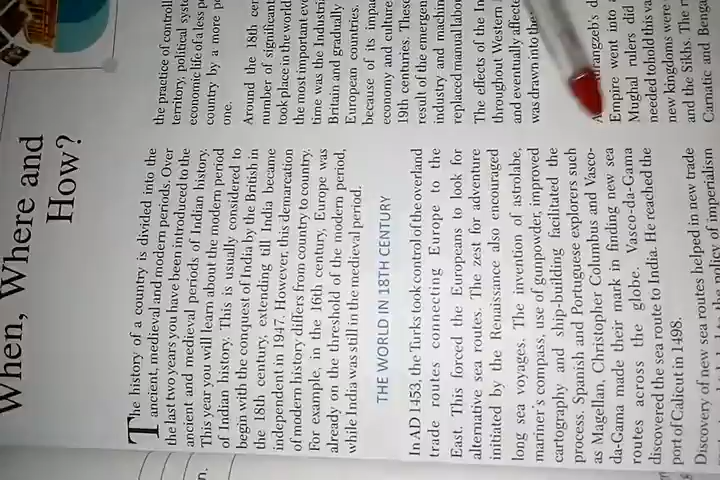 When, Where and
How?
The history of a country is divided into the
ancient, medieval and modern periods. Over
the last two years you have been introduced to the
ancient and medieval periods of Indian history.
This year you will learn about the modern period
of Indian history. This is usually considered to
begin with the conquest of India by the British in
the 18th century, extending till India became
independent in 1947. However, this demarcation
of modern history differs from country to country.
For example, in the 16th century, Europe was
already on the threshold of the modern period,
while India was still in the medieval period.
THE WORLD IN 18TH CENTURY
In AD 1453, the Turks took control of the overland
trade routes connecting Europe to the
East. This forced the Europeans to look for
alternative sea routes. The zest for adventure
initiated by the Renaissance also encouraged
long sea voyages. The invention of astrolabe,
mariner's compass, use of gunpowder, improved
cartography and ship-building facilitated the
process. Spanish and Portuguese explorers such
as Magellan, Christopher Columbus and Vasco-
da-Gama made their mark in finding new sea
routes across the globe. Vasco-da-Gama
discovered the sea route to India. He reached the
port of Calicut in 1498.
Discovery of new sea routes helped in new trade
the policy of imperialism
the practice of controll
territory, political syste
economic life of a less p
country by a more po
one.
Around the 18th cen
number of significant
took place in the world
the most important eve
time was the Industri
Britain and gradually
European countries.
because of its impac
economy and culture
19th centuries. These
result of the emergen
industry and machin
replaced manual labou
The effects of the In
throughout Western
and eventually affecte
was drawn into the
Empire went into
Mughal rulers did
needed to hold this va
new kingdoms were
and the Sikhs. The r
Carnatic and Benga
n.